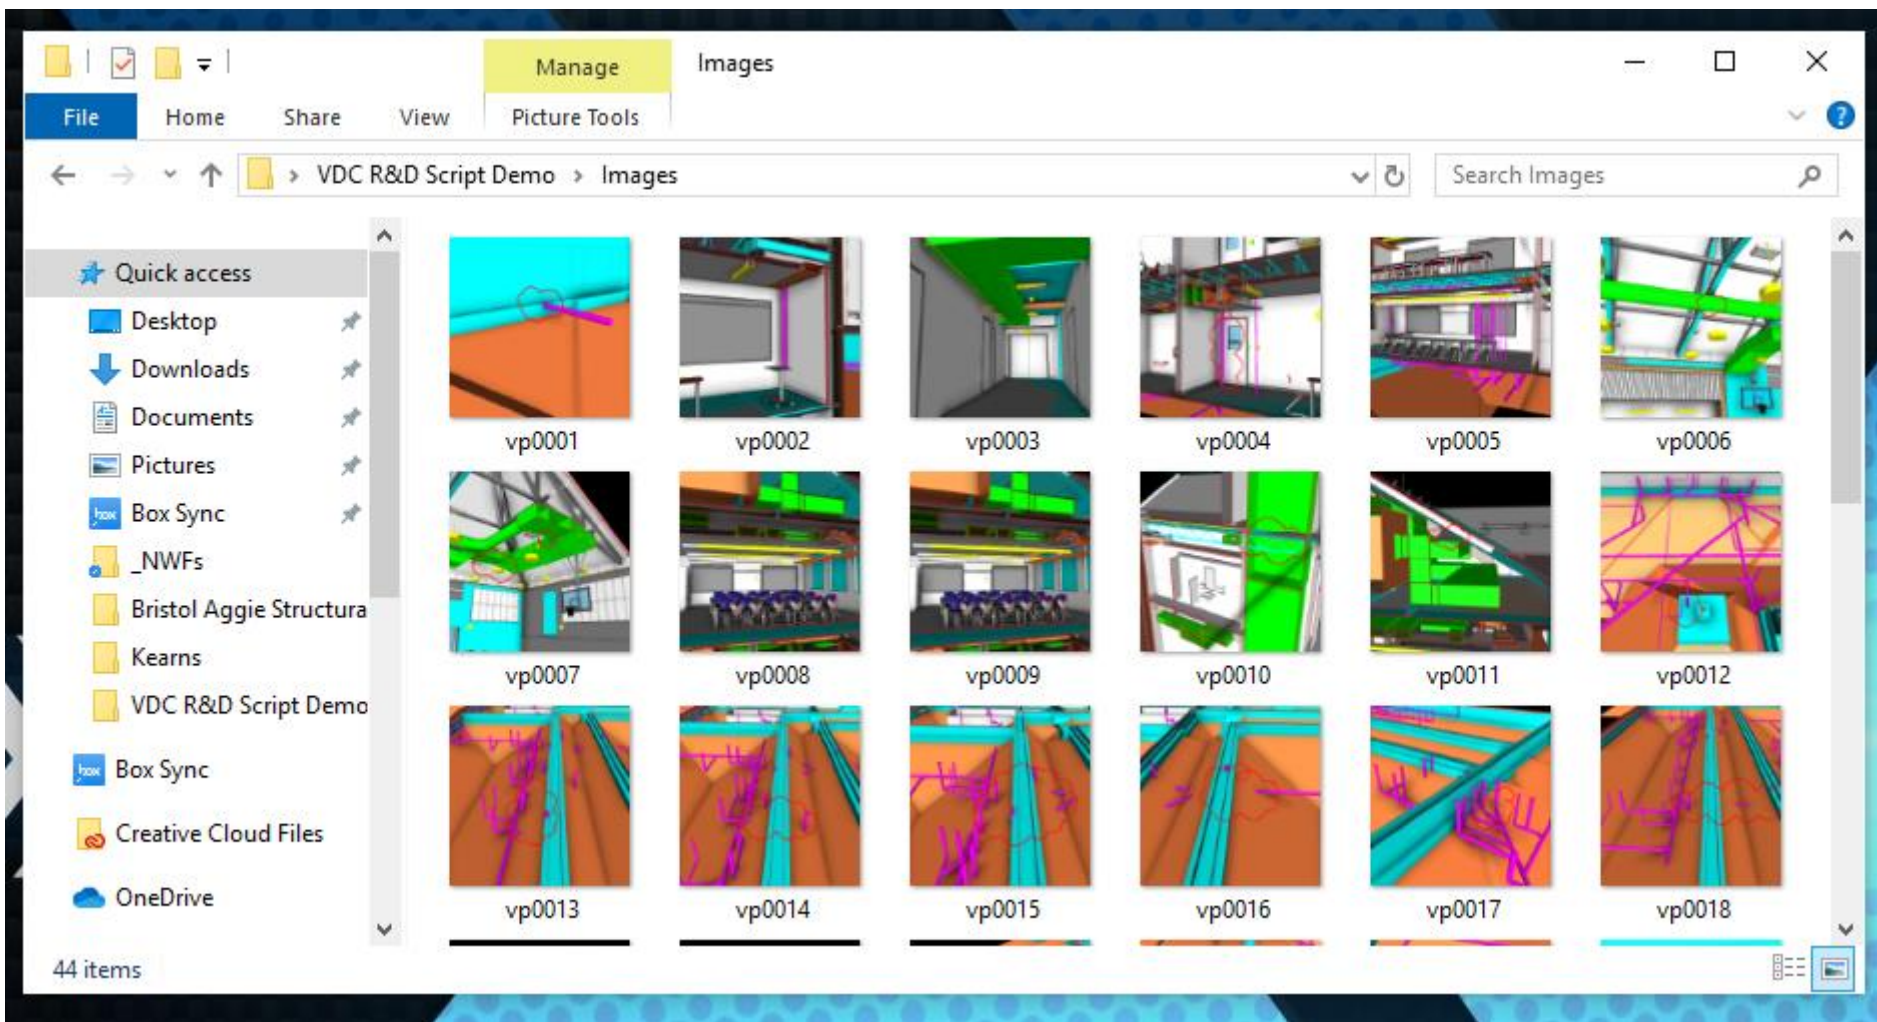 Manage
Images
File
Home
Share
View
Picture Tools
VDC R&D Script Demo
Images
Search Images
Quick access
Desktop
Downloads
Documents
Pictures
box Box Sync
_NWFs
Bristol Aggie Structura
Kearns
VDC R&D Script Demo
box Box Sync
Creative Cloud Files
OneDrive
vp0001 vp0002 vp0003 vp0004 vp0005 vp0006
vp0007 vp0008 vp0009 vp0010 vp0011 vp0012
vp0013 vp0014 vp0015 vp0016 vp0017 vp0018
44 items